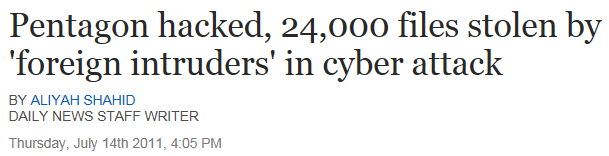 Pentagon hacked, 24,000 files stolen by
'foreign intruders' in cyber attack
BY ALIYAH SHAHID
DAILY NEWS STAFF WRITER
Thursday, July 14th 2011, 4:05 PM